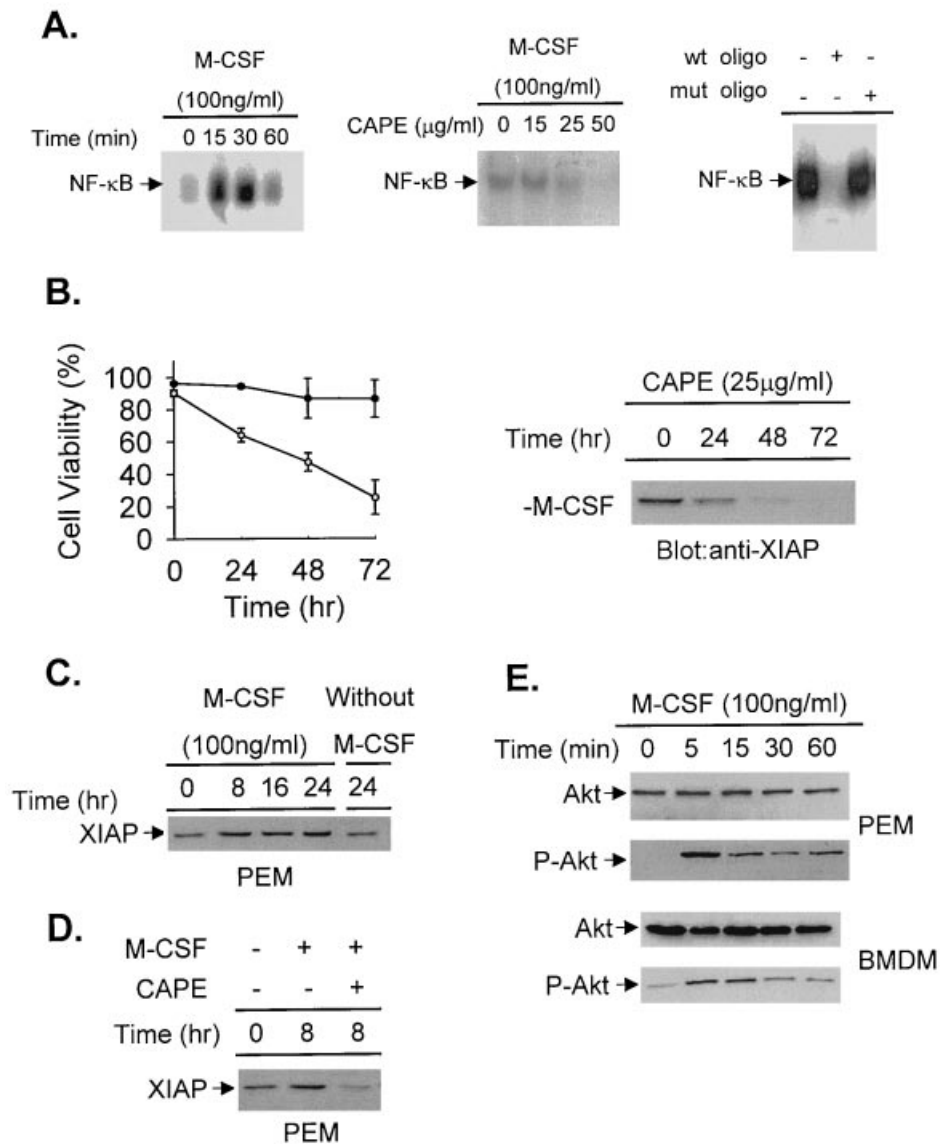 A.
M-CSF
(100ng/ml)
Time (min) 0 15 30 60
NF-κB
M-CSF
(100ng/ml)
CAPE (μg/ml) 0 15 25 50
NF-κB
wt oligo - + -
mut oligo - - +
NF-κB
B.
Cell Viability (%)
100
80
60
40
20
0
0 24 48 72
Time (hr)
CAPE (25μg/ml)
Time (hr) 0 24 48 72
-M-CSF
Blot:anti-XIAP
C.
M-CSF Without
(100ng/ml) M-CSF
0 8 16 24 24
Time (hr)
XIAP
PEM
D.
M-CSF - + +
CAPE - - +
Time (hr) 0 8 8
XIAP
PEM
E.
M-CSF (100ng/ml)
Time (min) 0 5 15 30 60
Akt
PEM
P-Akt
Akt
BMDM
P-Akt